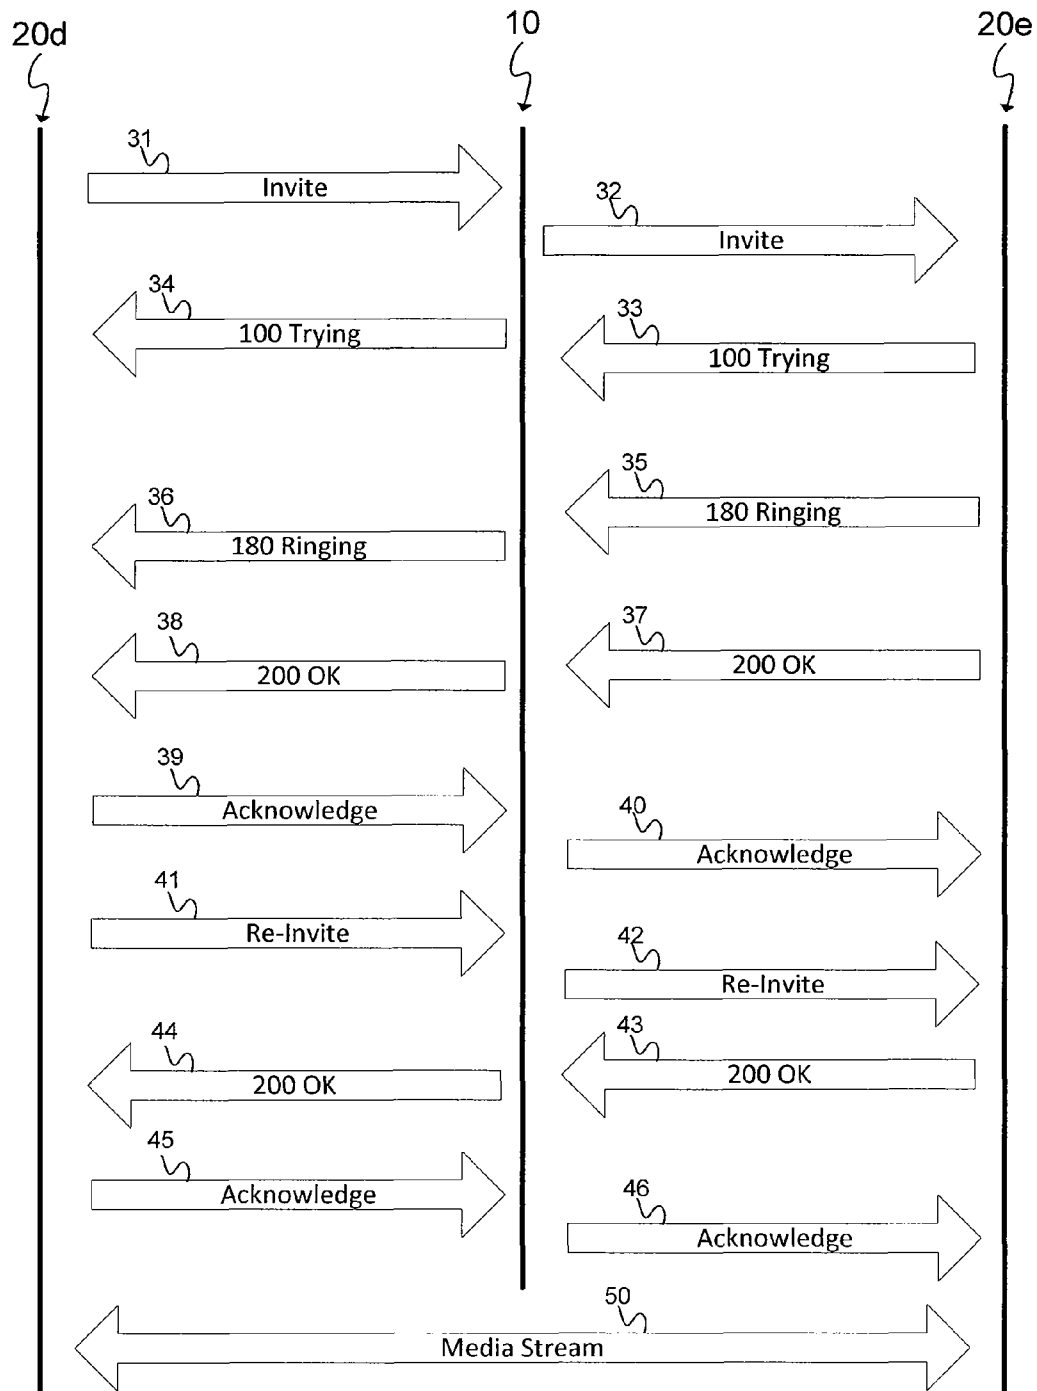 20d
10
20e
31
Invite
32
Invite
34
100 Trying
33
100 Trying
35
180 Ringing
36
180 Ringing
38
200 OK
37
200 OK
39
Acknowledge
40
Acknowledge
41
Re-Invite
42
Re-Invite
44
200 OK
43
200 OK
45
Acknowledge
46
Acknowledge
50
Media Stream